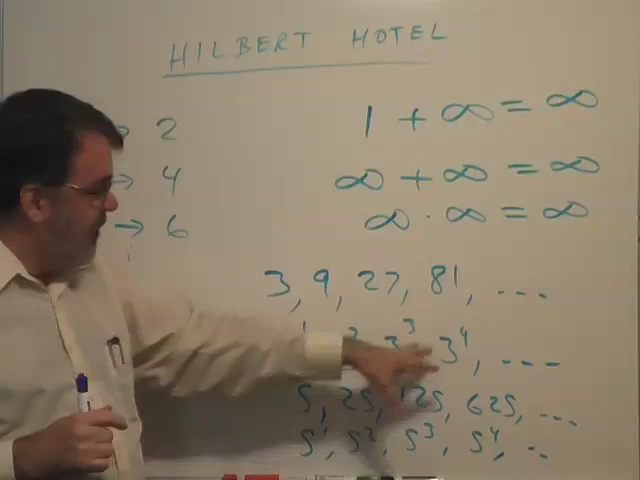 HILBERT HOTEL
→ 2
→ 4
→ 6
1 + ∞ = ∞
∞ + ∞ = ∞
∞ · ∞ = ∞
3, 9, 27, 81, ...
3⁴, ...
5, 25, 125, 625, ...
5¹, 5², 5³, 5⁴, ..